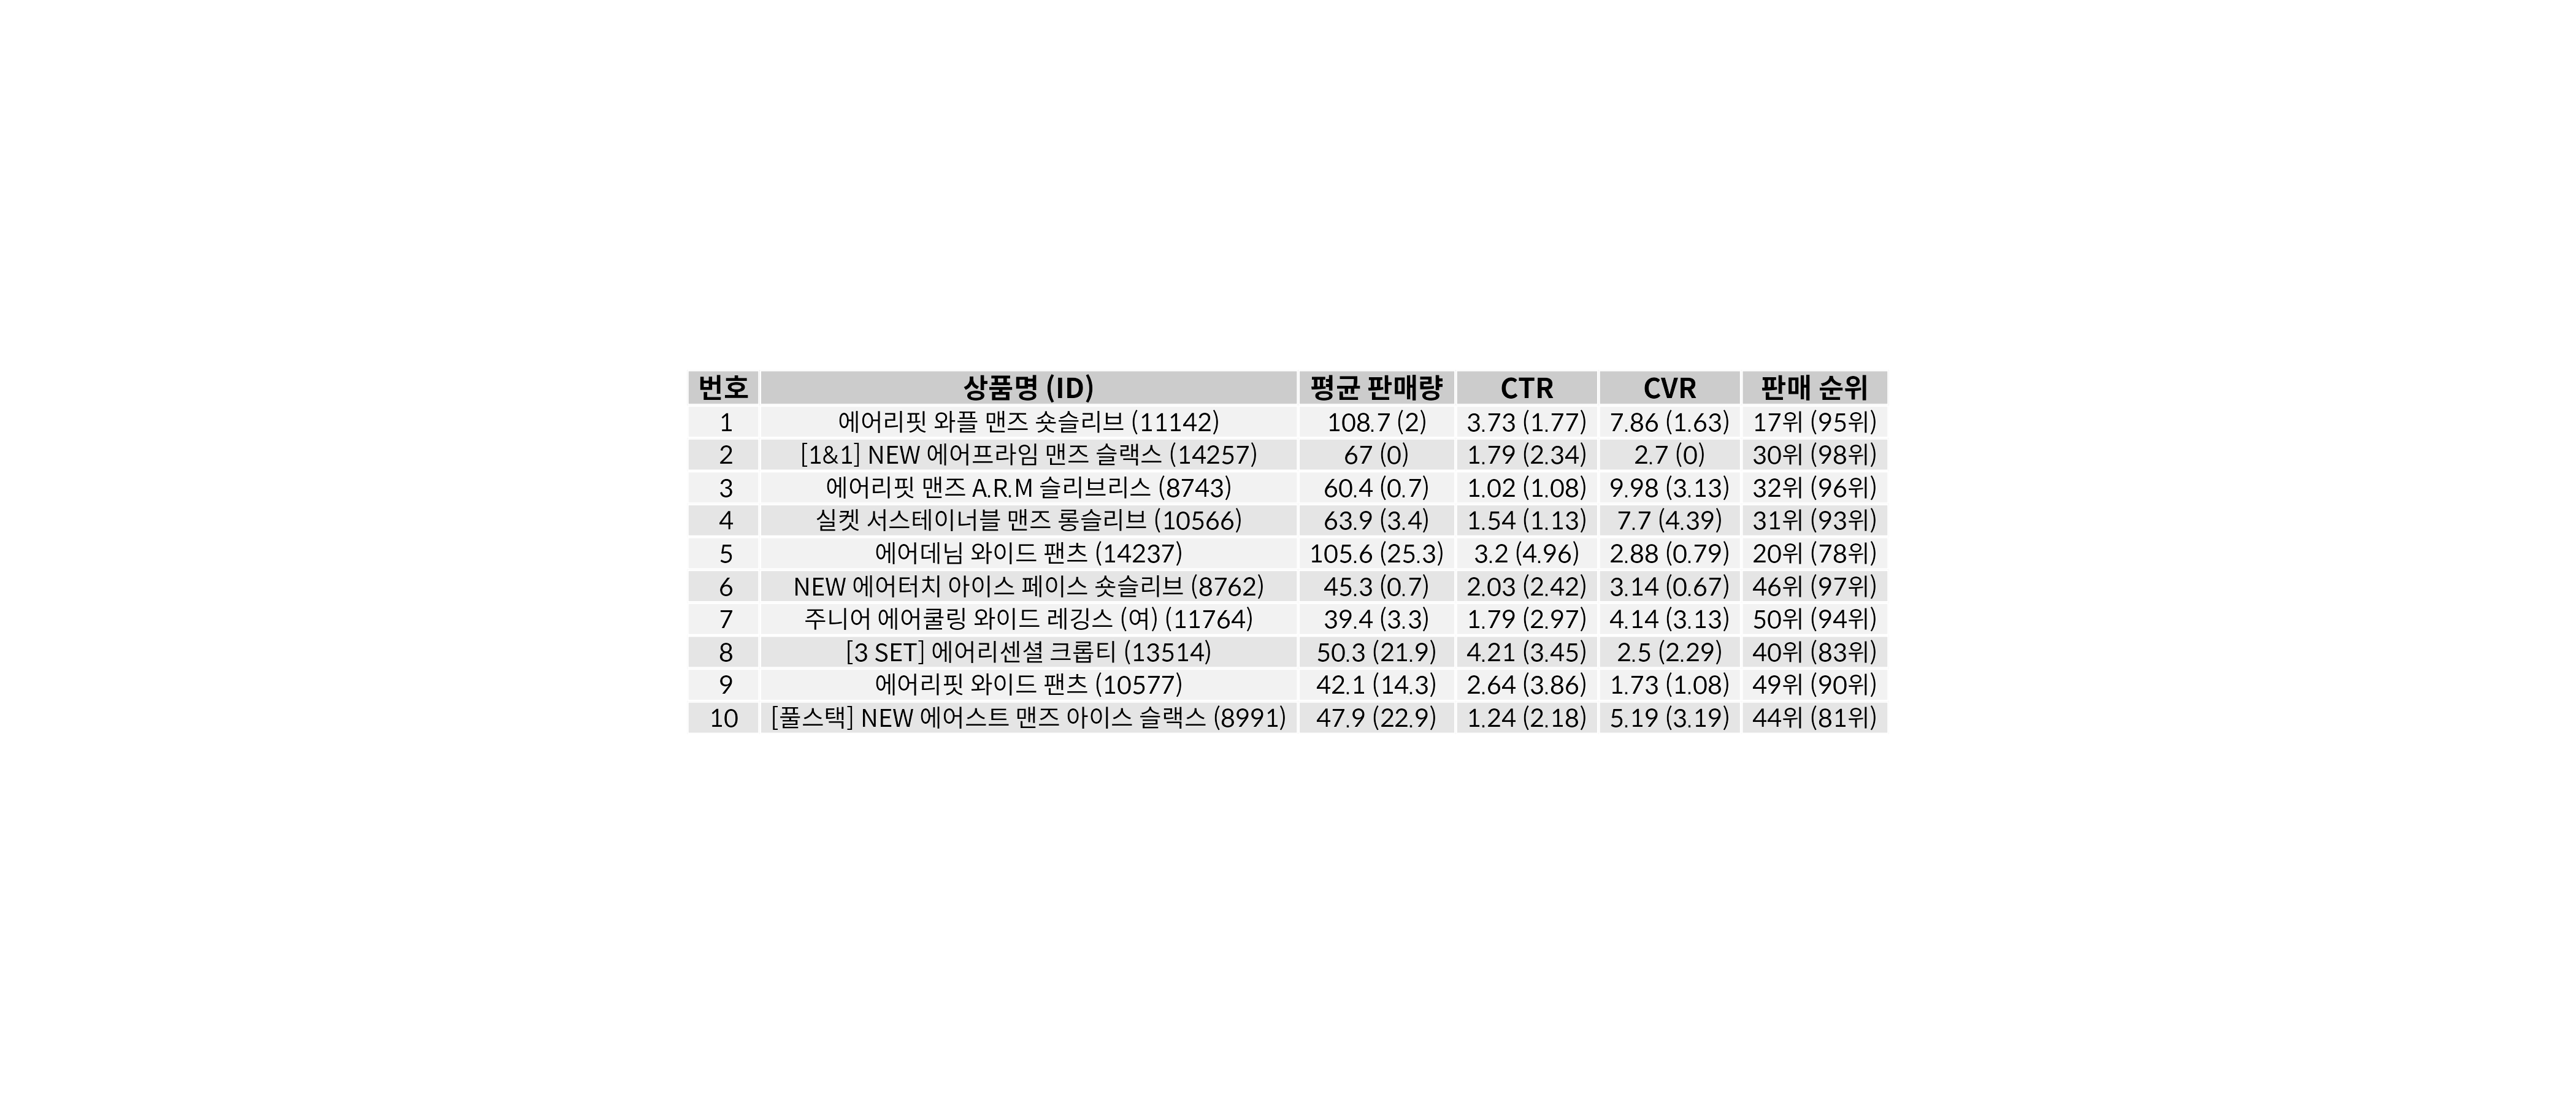 번호 상품명 (ID) 평균 판매량 CTR CVR 판매 순위
1 에어리핏 와플 맨즈 숏슬리브 (11142) 108.7 (2) 3.73 (1.77) 7.86 (1.63) 17위 (95위)
2 [1&1] NEW 에어프라임 맨즈 슬랙스 (14257) 67 (0) 1.79 (2.34) 2.7 (0) 30위 (98위)
3 에어리핏 맨즈 A.R.M 슬리브리스 (8743) 60.4 (0.7) 1.02 (1.08) 9.98 (3.13) 32위 (96위)
4 실켓 서스테이너블 맨즈 롱슬리브 (10566) 63.9 (3.4) 1.54 (1.13) 7.7 (4.39) 31위 (93위)
5 에어데님 와이드 팬츠 (14237) 105.6 (25.3) 3.2 (4.96) 2.88 (0.79) 20위 (78위)
6 NEW 에어터치 아이스 페이스 숏슬리브 (8762) 45.3 (0.7) 2.03 (2.42) 3.14 (0.67) 46위 (97위)
7 주니어 에어쿨링 와이드 레깅스 (여) (11764) 39.4 (3.3) 1.79 (2.97) 4.14 (3.13) 50위 (94위)
8 [3 SET] 에어리센셜 크롭티 (13514) 50.3 (21.9) 4.21 (3.45) 2.5 (2.29) 40위 (83위)
9 에어리핏 와이드 팬츠 (10577) 42.1 (14.3) 2.64 (3.86) 1.73 (1.08) 49위 (90위)
10 [풀스택] NEW 에어스트 맨즈 아이스 슬랙스 (8991) 47.9 (22.9) 1.24 (2.18) 5.19 (3.19) 44위 (81위)